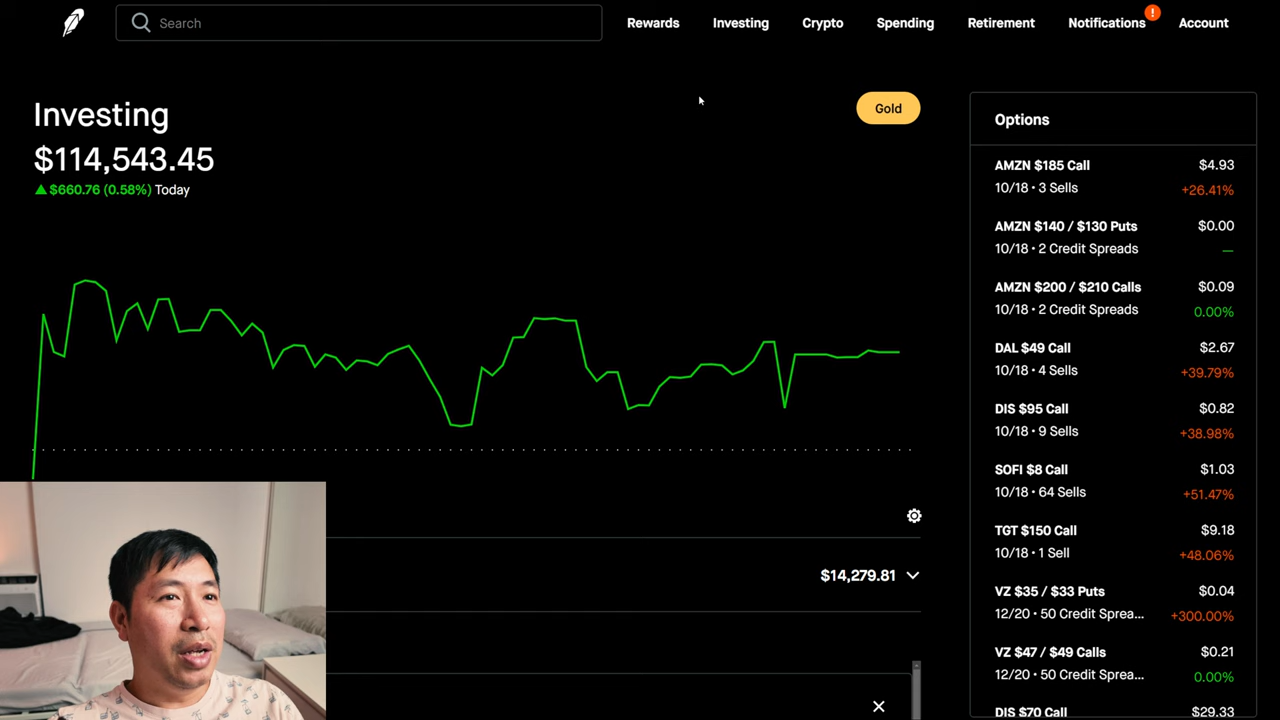 Search
Rewards
Investing
Crypto
Spending
Retirement
Notifications
!
Account
Investing
$114,543.45
$660.76 (0.58%) Today
Gold
$14,279.81
Options
AMZN $185 Call $4.93
10/18 • 3 Sells +26.41%
AMZN $140 / $130 Puts $0.00
10/18 • 2 Credit Spreads —
AMZN $200 / $210 Calls $0.09
10/18 • 2 Credit Spreads 0.00%
DAL $49 Call $2.67
10/18 • 4 Sells +39.79%
DIS $95 Call $0.82
10/18 • 9 Sells +38.98%
SOFI $8 Call $1.03
10/18 • 64 Sells +51.47%
TGT $150 Call $9.18
10/18 • 1 Sell +48.06%
VZ $35 / $33 Puts $0.04
12/20 • 50 Credit Sprea... +300.00%
VZ $47 / $49 Calls $0.21
12/20 • 50 Credit Sprea... 0.00%
DIS $70 Call $29.33